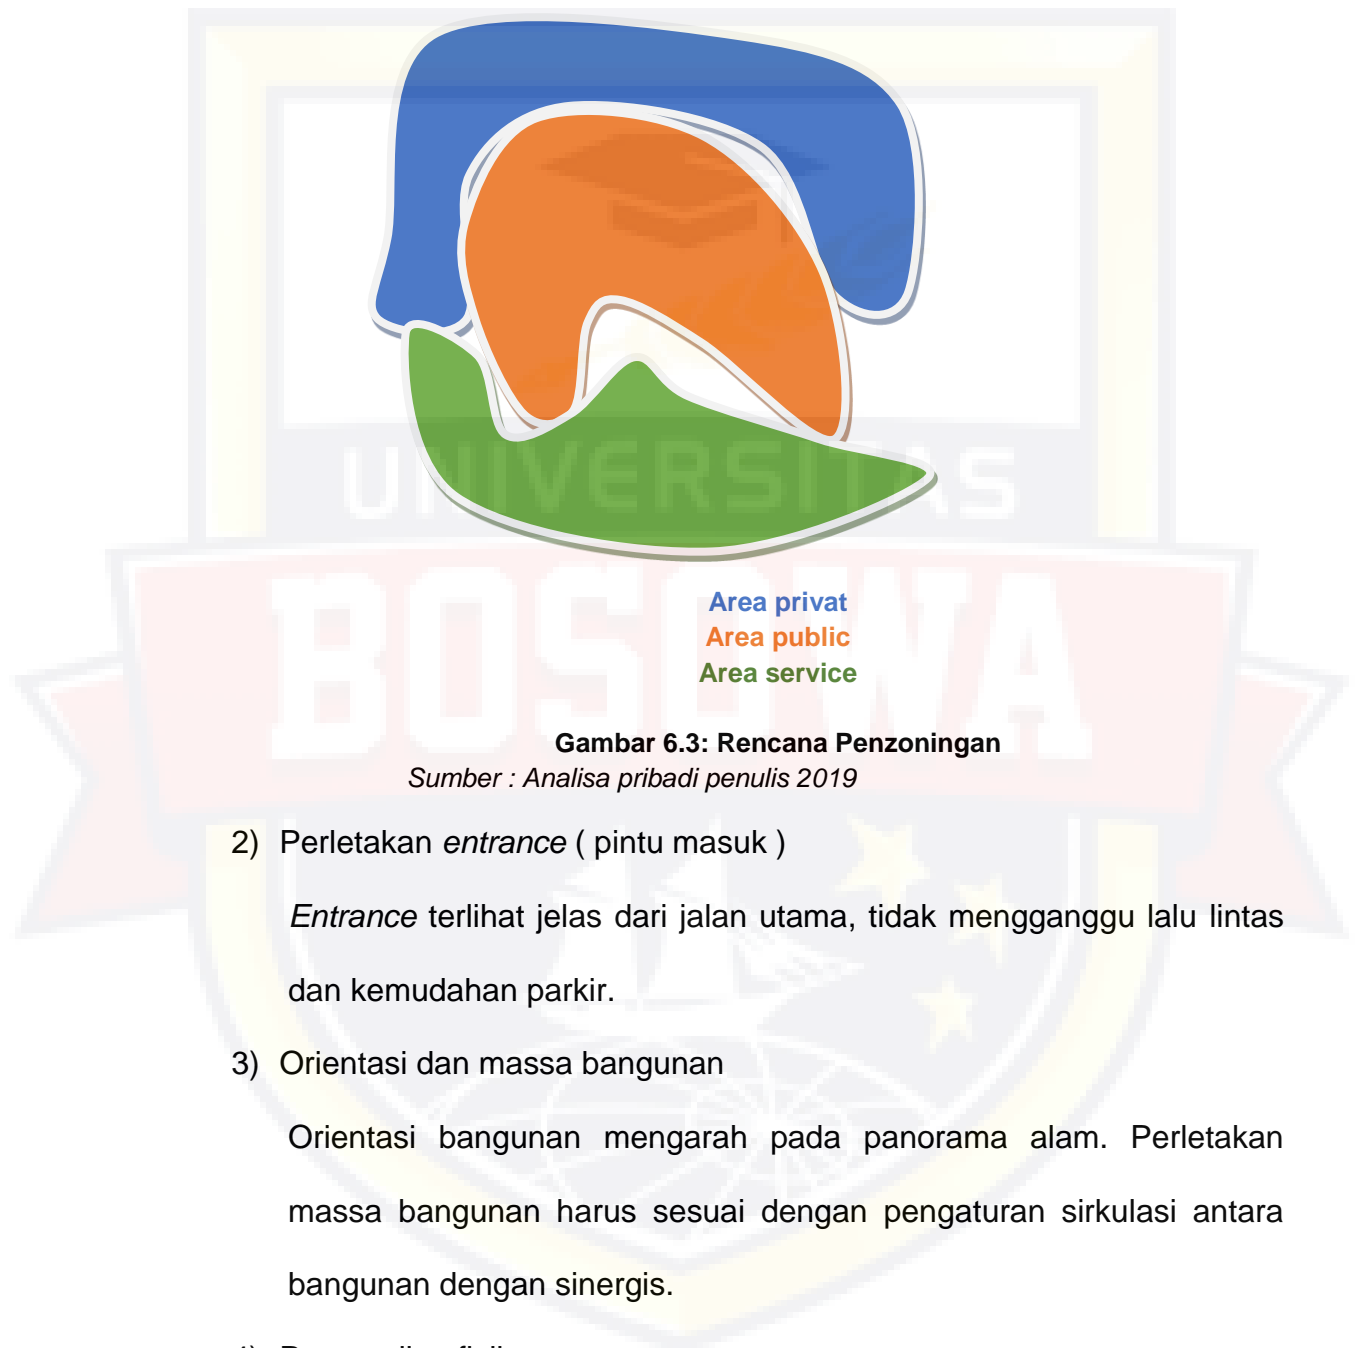 UNIVERSITAS
BOSOWA
Area privat
Area public
Area service
Gambar 6.3: Rencana Penzoningan
Sumber : Analisa pribadi penulis 2019
2) Perletakan entrance ( pintu masuk )
Entrance terlihat jelas dari jalan utama, tidak mengganggu lalu lintas
dan kemudahan parkir.
3) Orientasi dan massa bangunan
Orientasi bangunan mengarah pada panorama alam. Perletakan
massa bangunan harus sesuai dengan pengaturan sirkulasi antara
bangunan dengan sinergis.